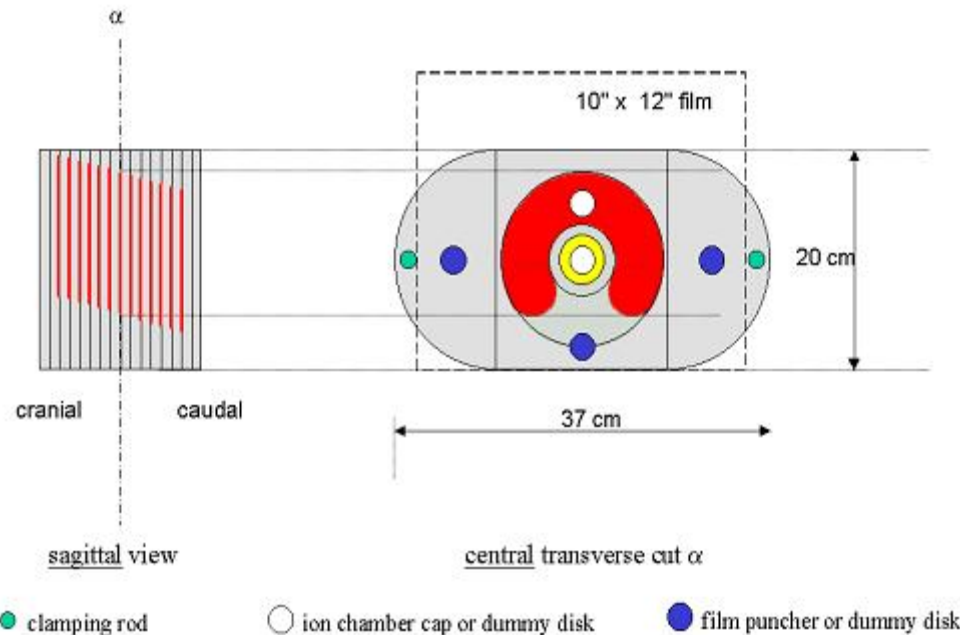 α
10" x 12" film
20 cm
cranial
caudal
37 cm
sagittal view
central transverse cut α
clamping rod
ion chamber cap or dummy disk
film puncher or dummy disk